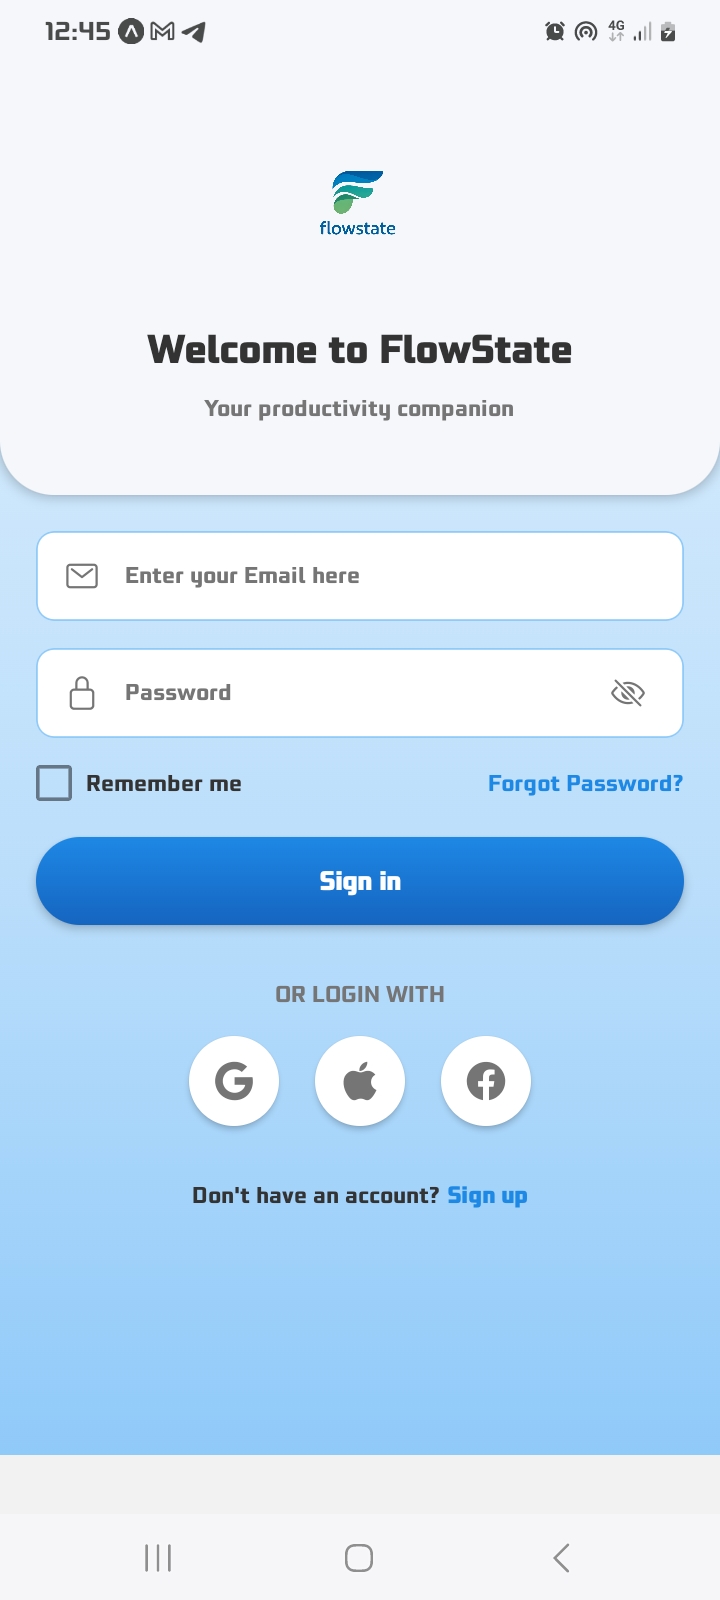 12:45
4G
flowstate
Welcome to FlowState
Your productivity companion
Enter your Email here
Password
Remember me
Forgot Password?
Sign in
OR LOGIN WITH
Don't have an account? Sign up